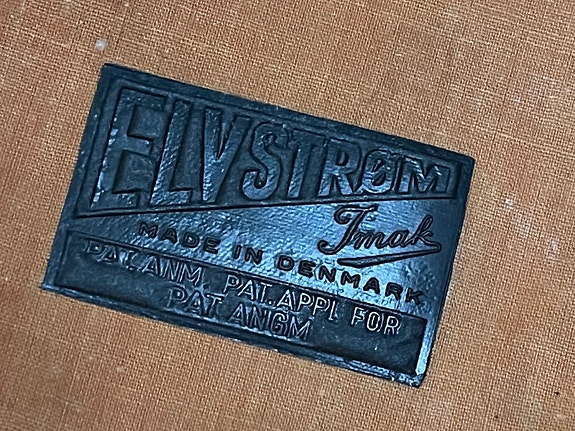 ELVSTRØM
Tmak
MADE IN DENMARK
PAT.ANM. PAT.APPL FOR
PAT ANGM